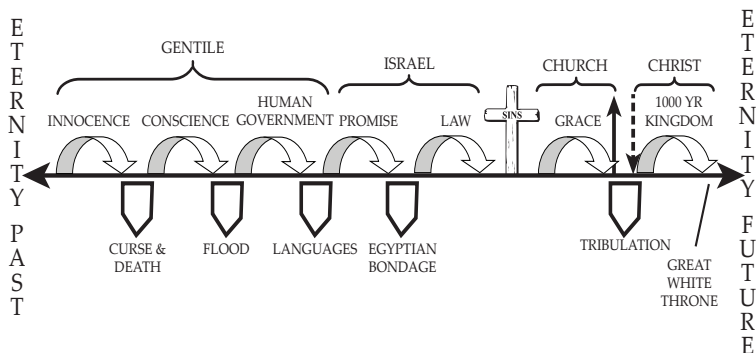 ETERNITY PAST
GENTILE
ISRAEL
CHURCH
CHRIST
INNOCENCE
CONSCIENCE
HUMAN
GOVERNMENT
PROMISE
LAW
SINS
GRACE
1000 YR
KINGDOM
CURSE &
DEATH
FLOOD
LANGUAGES
EGYPTIAN
BONDAGE
TRIBULATION
GREAT
WHITE
THRONE
ETERNITY FUTURE